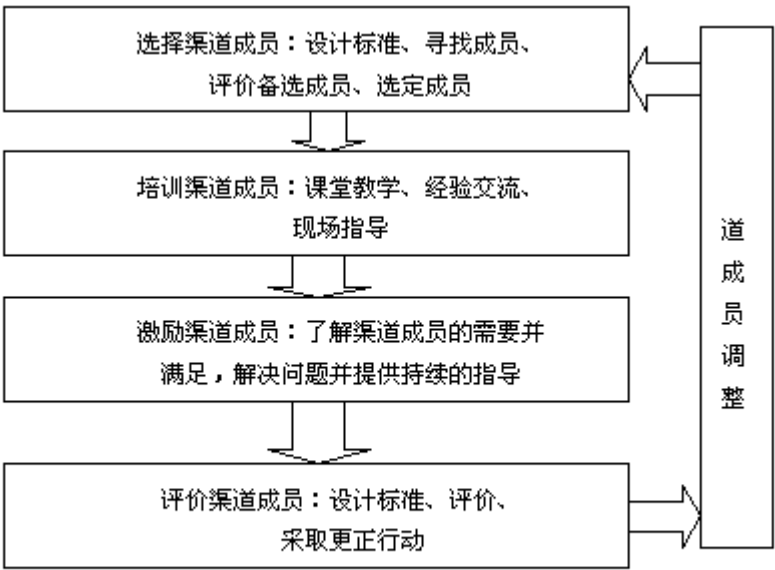 选择渠道成员：设计标准、寻找成员、
评价备选成员、选定成员
培训渠道成员：课堂教学、经验交流、
现场指导
激励渠道成员：了解渠道成员的需要并
满足，解决问题并提供持续的指导
评价渠道成员：设计标准、评价、
采取更正行动
道成员调整